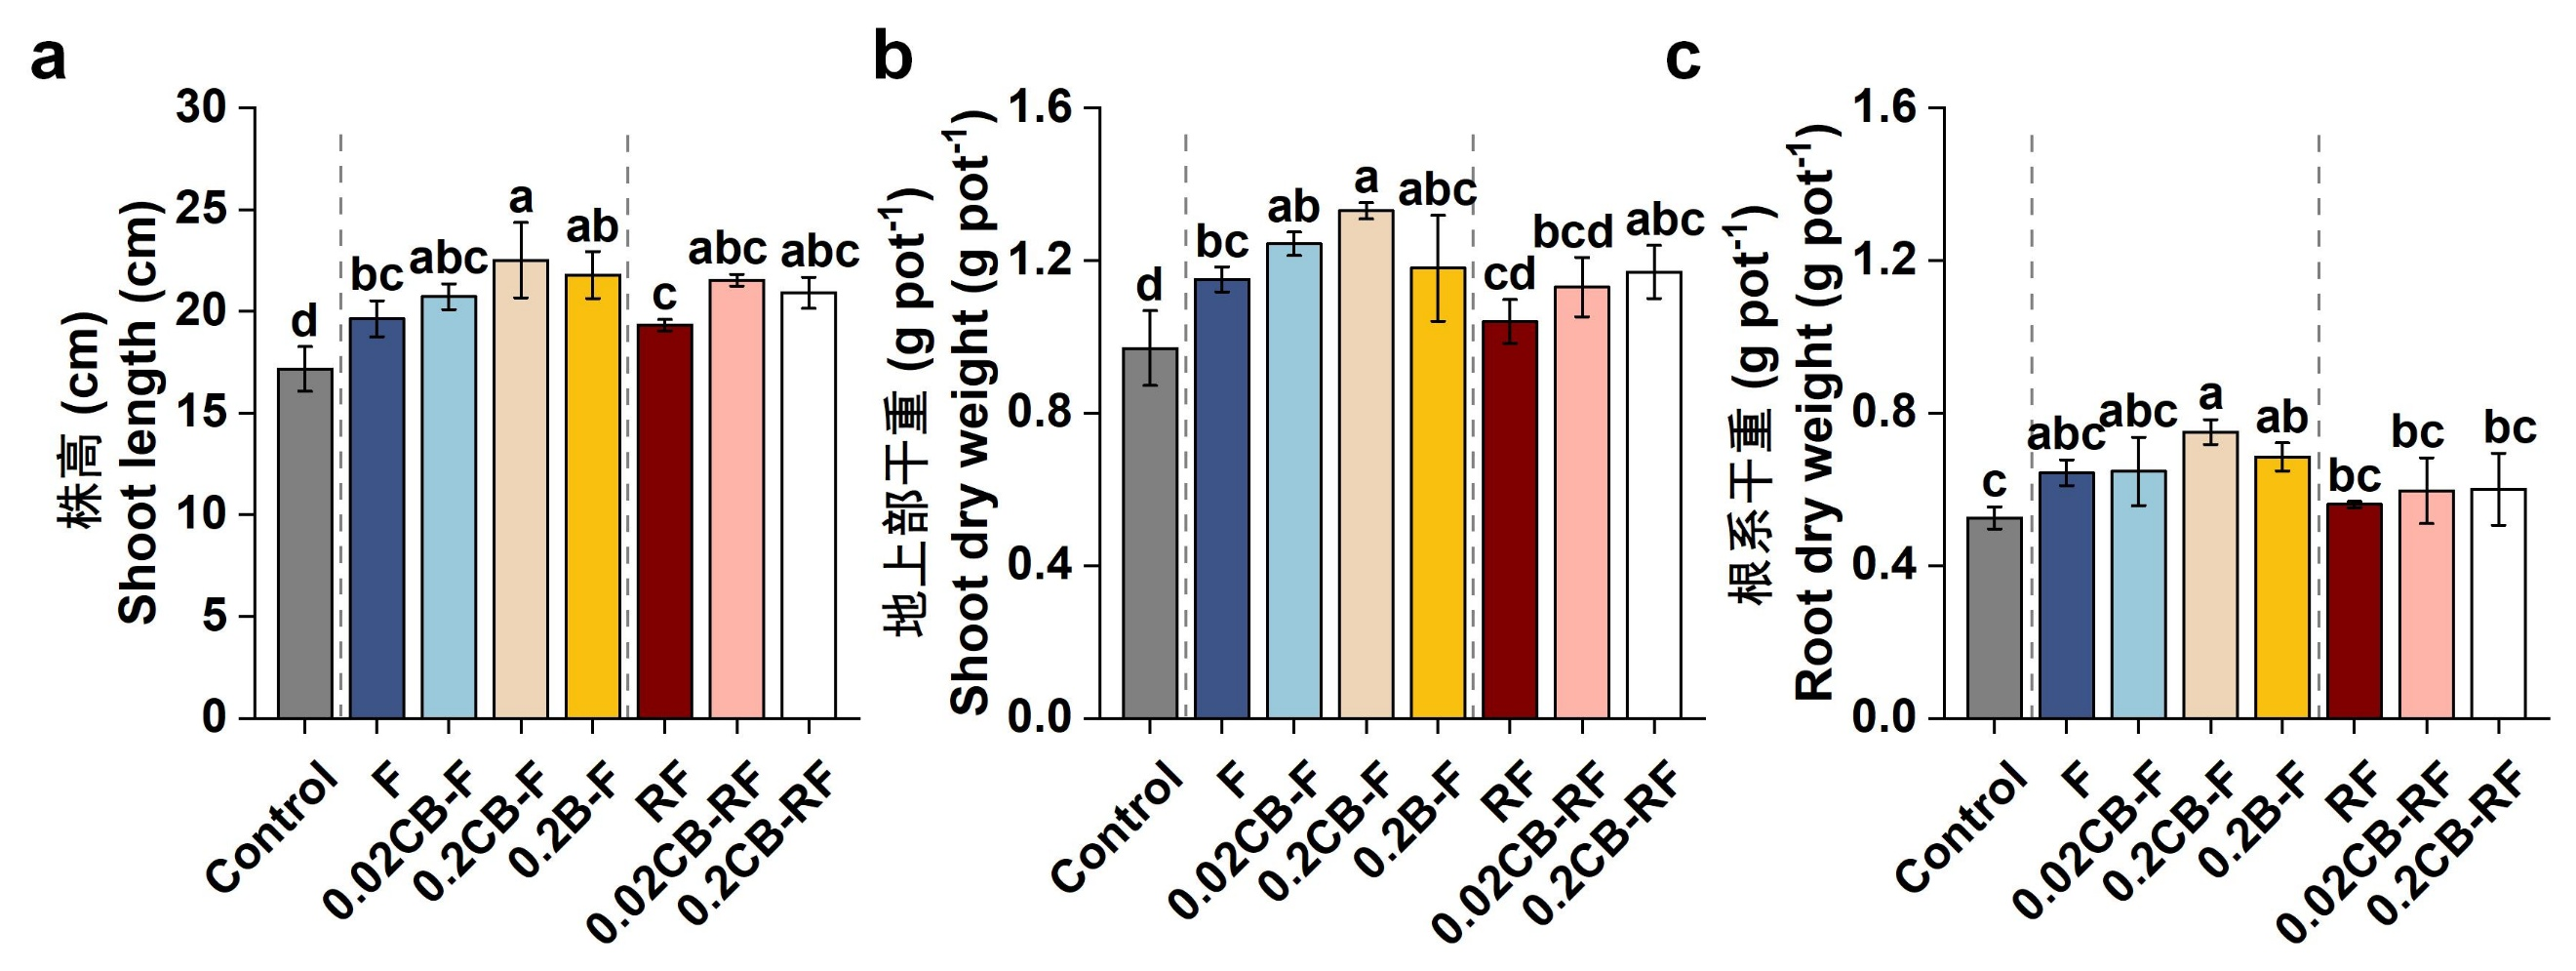 a
株高 (cm)
Shoot length (cm)
30
25
20
15
10
5
0
d
bc
abc
a
ab
c
abc
abc
Control
F
0.02CB-F
0.2CB-F
0.2B-F
RF
0.02CB-RF
0.2CB-RF
b
地上部干重 (g pot⁻¹)
Shoot dry weight (g pot⁻¹)
1.6
1.2
0.8
0.4
0.0
d
bc
ab
a
abc
cd
bcd
abc
Control
F
0.02CB-F
0.2CB-F
0.2B-F
RF
0.02CB-RF
0.2CB-RF
c
根系干重 (g pot⁻¹)
Root dry weight (g pot⁻¹)
1.6
1.2
0.8
0.4
0.0
c
abc
abc
a
ab
bc
bc
bc
Control
F
0.02CB-F
0.2CB-F
0.2B-F
RF
0.02CB-RF
0.2CB-RF